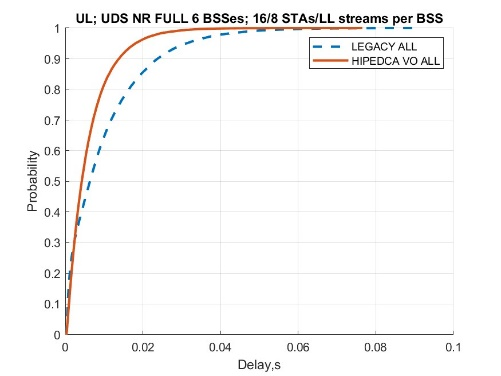 UL; UDS NR FULL 6 BSSes; 16/8 STAs/LL streams per BSS
LEGACY ALL
HIPEDCA VO ALL
1
0.9
0.8
0.7
0.6
0.5
0.4
0.3
0.2
0.1
0
Probability
0 0.02 0.04 0.06 0.08 0.1
Delay,s